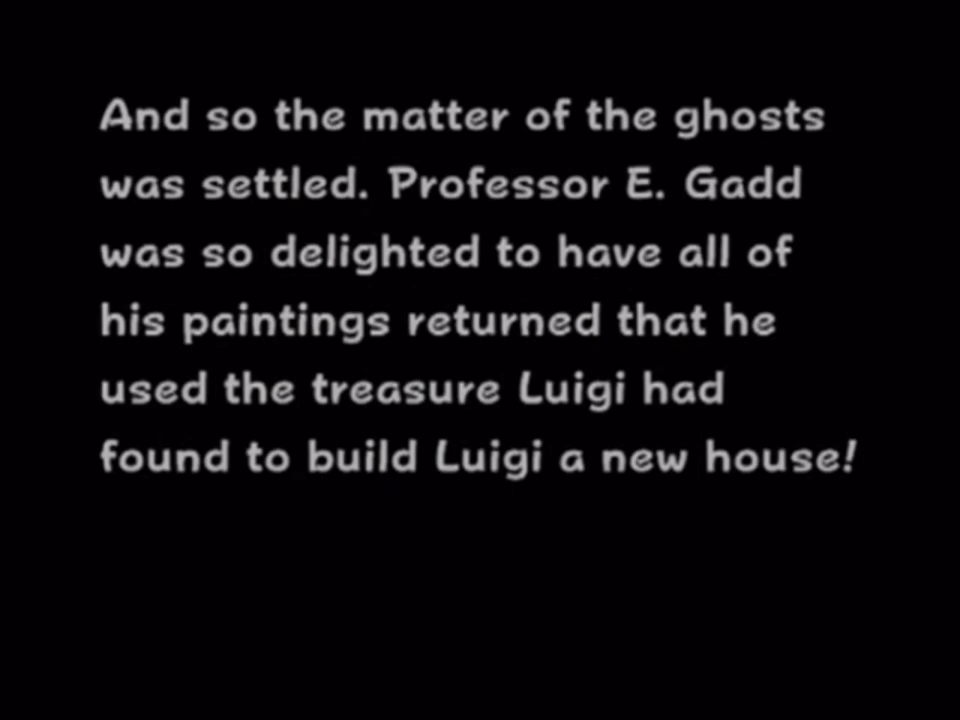 And so the matter of the ghosts
was settled. Professor E. Gadd
was so delighted to have all of
his paintings returned that he
used the treasure Luigi had
found to build Luigi a new house!